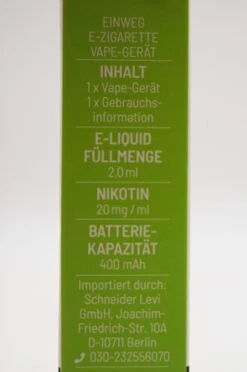 EINWEG
E-ZIGARETTE
VAPE-GERÄT
INHALT
1 x Vape-Gerät
1 x Gebrauchs-
information
E-LIQUID
FÜLLMENGE
2.0 ml
NIKOTIN
20 mg / ml
BATTERIE-
KAPAZITÄT
400 mAh
Importiert durch:
Schneider Levi
GmbH, Joachim-
Friedrich-Str. 10A
D-10711 Berlin
030-232556070